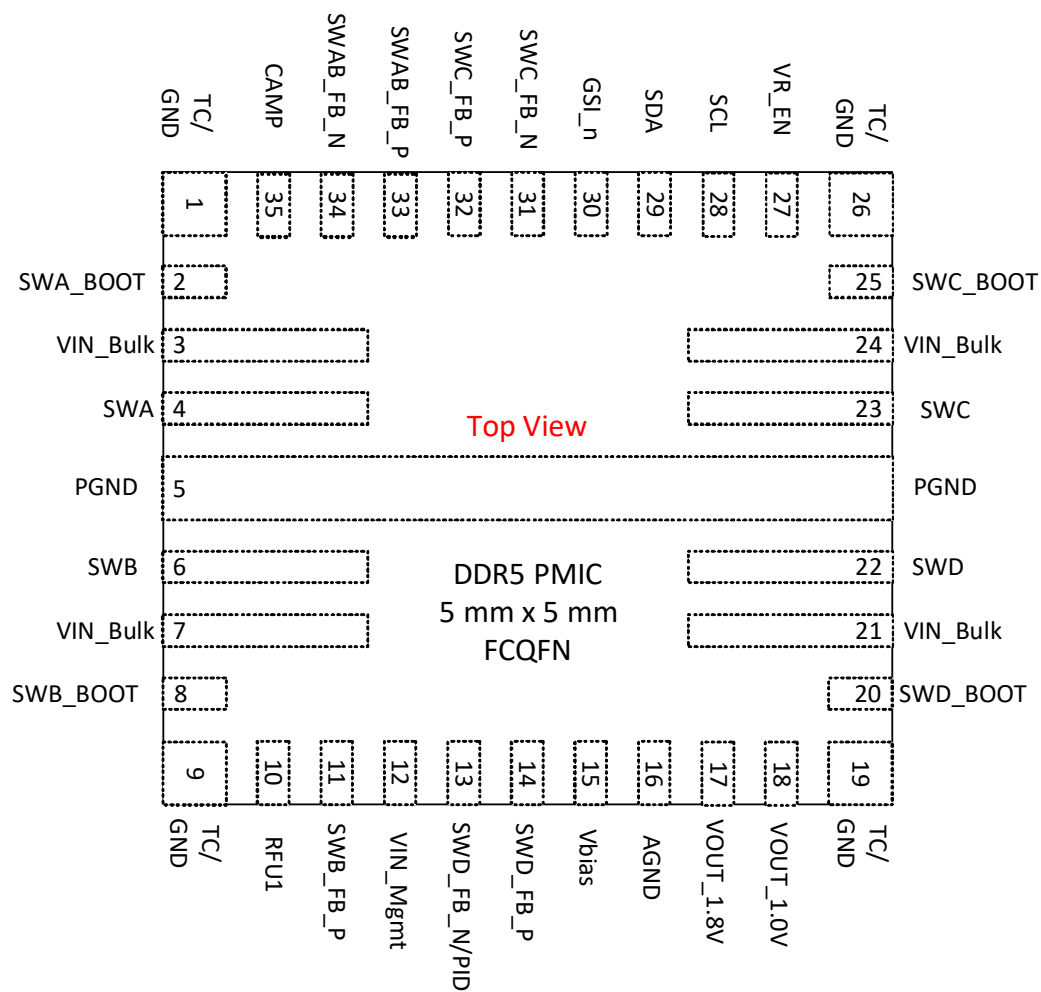 TC/
GND
CAMP
SWAB_FB_N
SWAB_FB_P
SWC_FB_P
SWC_FB_N
GSI_n
SDA
SCL
VR_EN
TC/
GND
1
35
34
33
32
31
30
29
28
27
26
SWA_BOOT
2
25
SWC_BOOT
VIN_Bulk
3
24
VIN_Bulk
SWA
4
23
SWC
Top View
PGND
5
PGND
SWB
6
22
SWD
DDR5 PMIC
5 mm x 5 mm
FCQFN
VIN_Bulk
7
21
VIN_Bulk
SWB_BOOT
8
20
SWD_BOOT
9
10
11
12
13
14
15
16
17
18
19
TC/
GND
RFU1
SWB_FB_P
VIN_Mgmt
SWD_FB_N/PID
SWD_FB_P
Vbias
AGND
VOUT_1.8V
VOUT_1.0V
TC/
GND